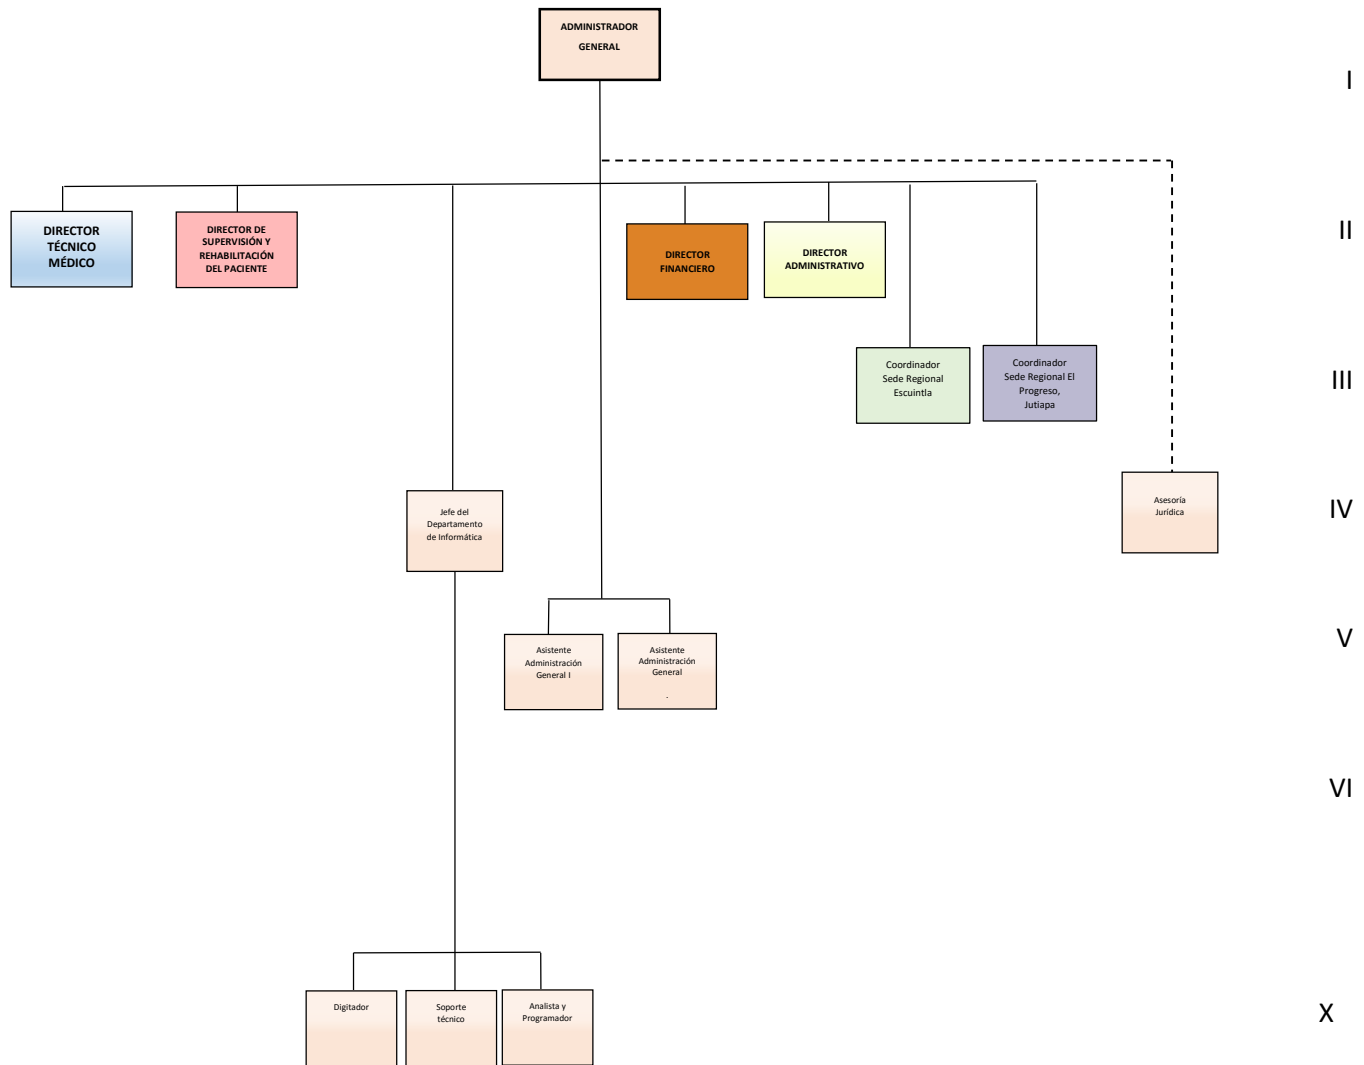 ADMINISTRADOR
GENERAL
I
DIRECTOR
TÉCNICO
MÉDICO
DIRECTOR DE
SUPERVISIÓN Y
REHABILITACIÓN
DEL PACIENTE
DIRECTOR
FINANCIERO
DIRECTOR
ADMINISTRATIVO
II
Coordinador
Sede Regional
Escuintla
Coordinador
Sede Regional El
Progreso,
Jutiapa
III
Jefe del
Departamento
de Informática
Asesoría
Jurídica
IV
Asistente
Administración
General I
Asistente
Administración
General
.
V
VI
Digitador
Soporte
técnico
Analista y
Programador
X